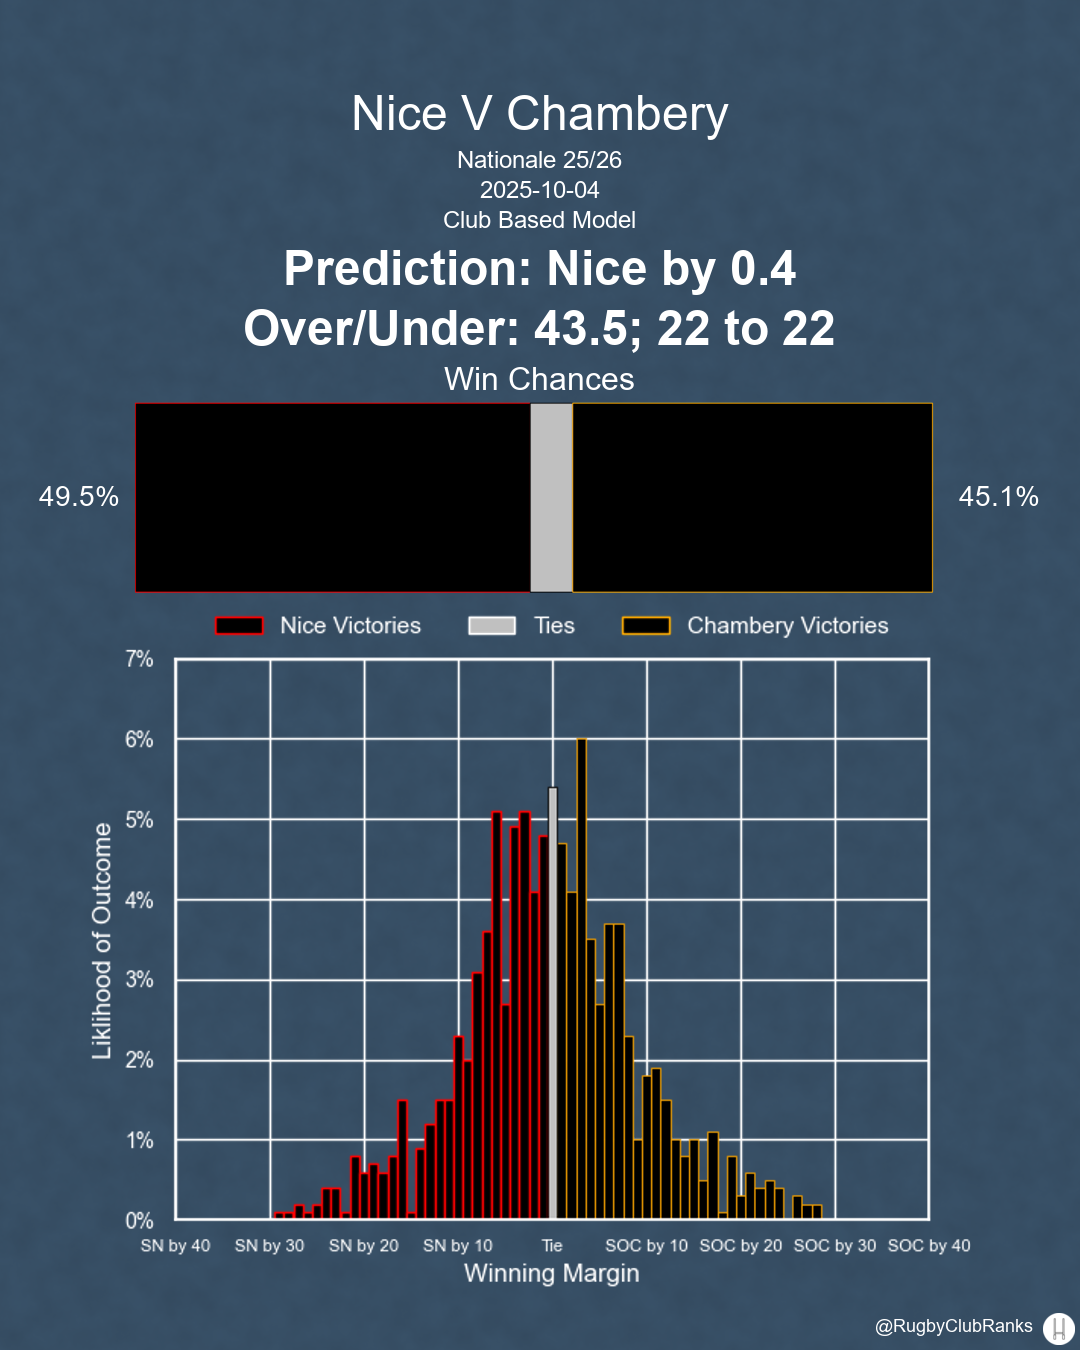 Nice V Chambery
Nationale 25/26
2025-10-04
Club Based Model
Prediction: Nice by 0.4
Over/Under: 43.5; 22 to 22
Win Chances
49.5%
45.1%
Nice Victories Ties Chambery Victories
7%
6%
5%
4%
3%
2%
1%
0%
Liklihood of Outcome
SN by 40 SN by 30 SN by 20 SN by 10 Tie SOC by 10 SOC by 20 SOC by 30 SOC by 40
Winning Margin
@RugbyClubRanks